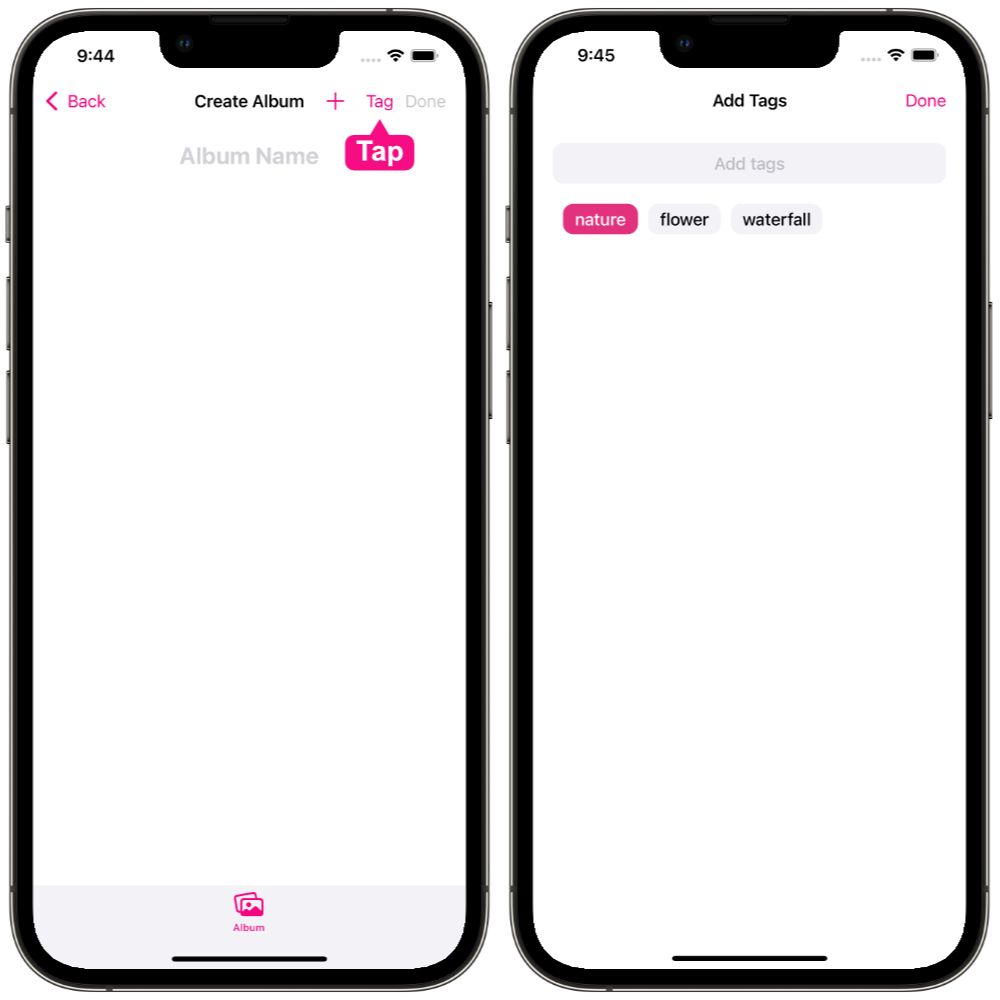 9:44
Back
Create Album
+
Tag
Done
Album Name
Tap
Album
9:45
Add Tags
Done
Add tags
nature
flower
waterfall